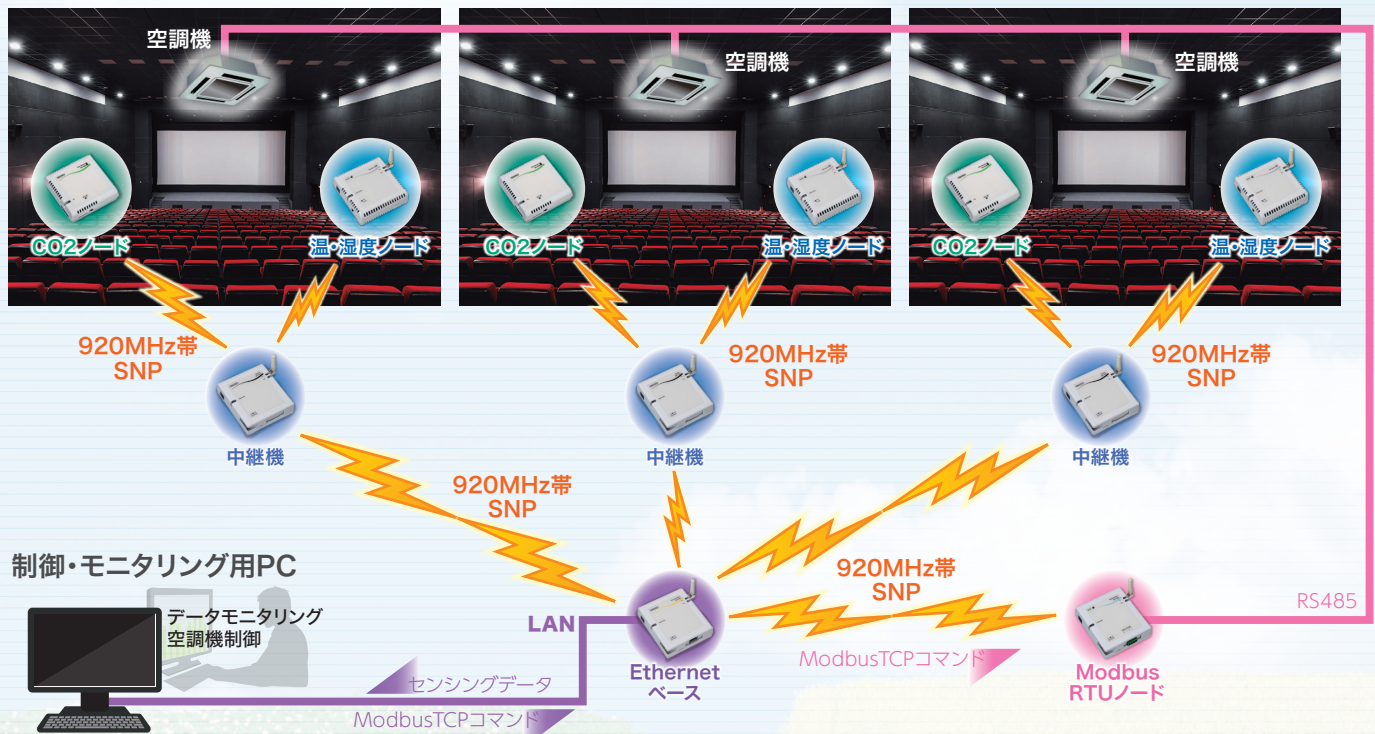 空調機
空調機
空調機
CO2ノード
温・湿度ノード
CO2ノード
温・湿度ノード
CO2ノード
温・湿度ノード
920MHz帯
SNP
920MHz帯
SNP
920MHz帯
SNP
中継機
中継機
中継機
920MHz帯
SNP
制御・モニタリング用PC
データモニタリング
空調機制御
920MHz帯
SNP
RS485
LAN
ModbusTCPコマンド
Ethernet
ベース
Modbus
RTUノード
センシングデータ
ModbusTCPコマンド